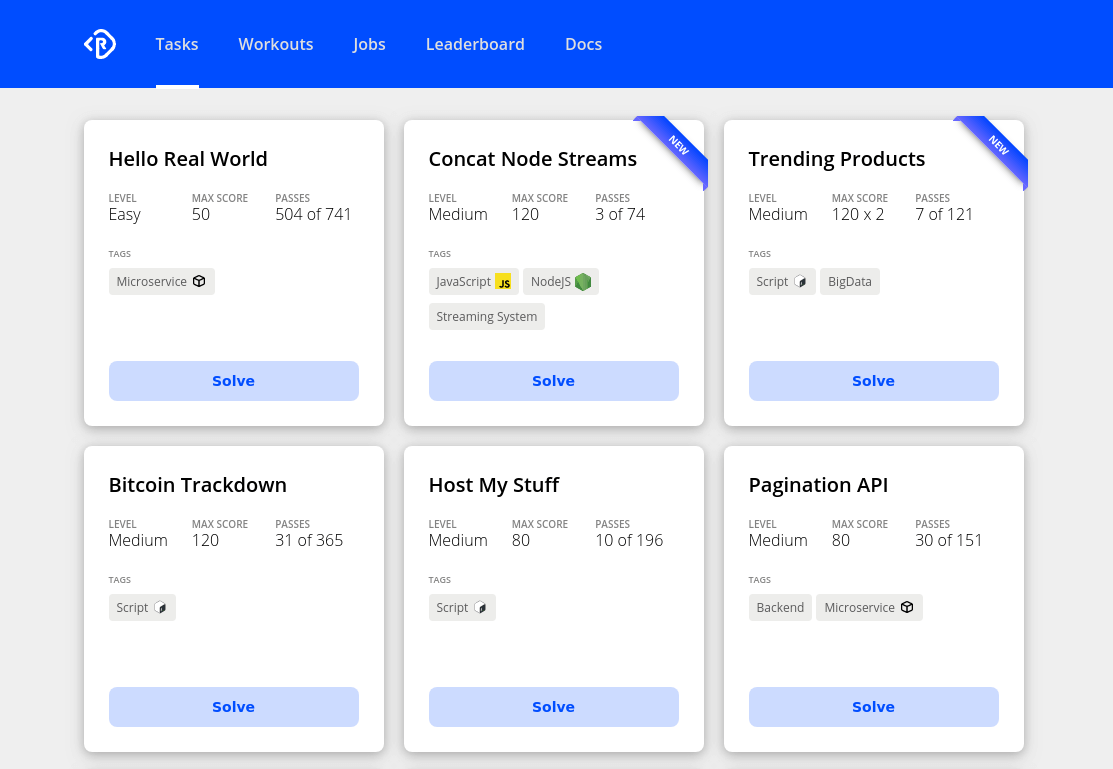 Tasks Workouts Jobs Leaderboard Docs
Hello Real World
LEVEL MAX SCORE PASSES
Easy 50 504 of 741
TAGS
Microservice
Solve
Concat Node Streams
NEW
LEVEL MAX SCORE PASSES
Medium 120 3 of 74
TAGS
JavaScript JS NodeJS
Streaming System
Solve
Trending Products
NEW
LEVEL MAX SCORE PASSES
Medium 120 x 2 7 of 121
TAGS
Script BigData
Solve
Bitcoin Trackdown
LEVEL MAX SCORE PASSES
Medium 120 31 of 365
TAGS
Script
Solve
Host My Stuff
LEVEL MAX SCORE PASSES
Medium 80 10 of 196
TAGS
Script
Solve
Pagination API
LEVEL MAX SCORE PASSES
Medium 80 30 of 151
TAGS
Backend Microservice
Solve